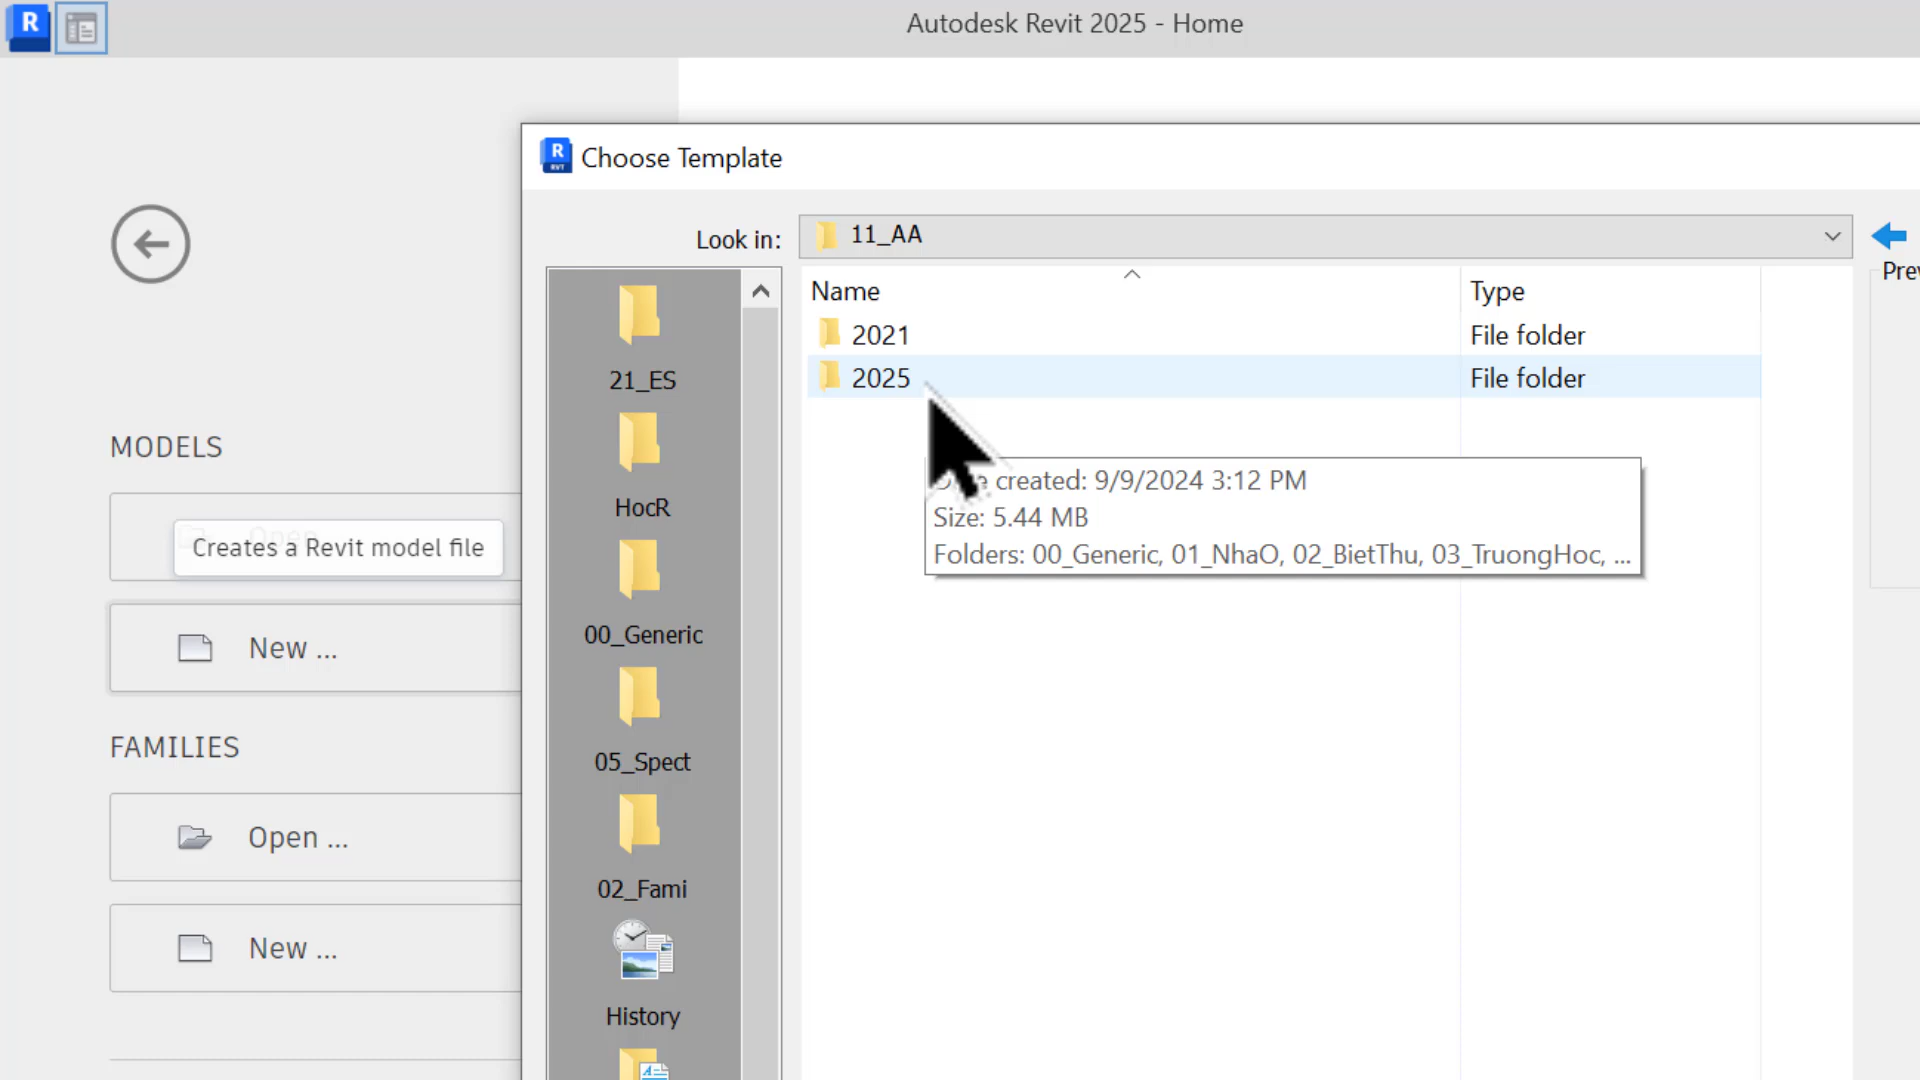 Autodesk Revit 2025 - Home
Choose Template
Look in:
11_AA
Name
Type
2021
File folder
2025
File folder
created: 9/9/2024 3:12 PM
Size: 5.44 MB
Folders: 00_Generic, 01_NhaO, 02_BietThu, 03_TruongHoc, ...
21_ES
HocR
00_Generic
05_Spect
02_Fami
History
MODELS
Open
Creates a Revit model file
New ...
FAMILIES
Open ...
New ...